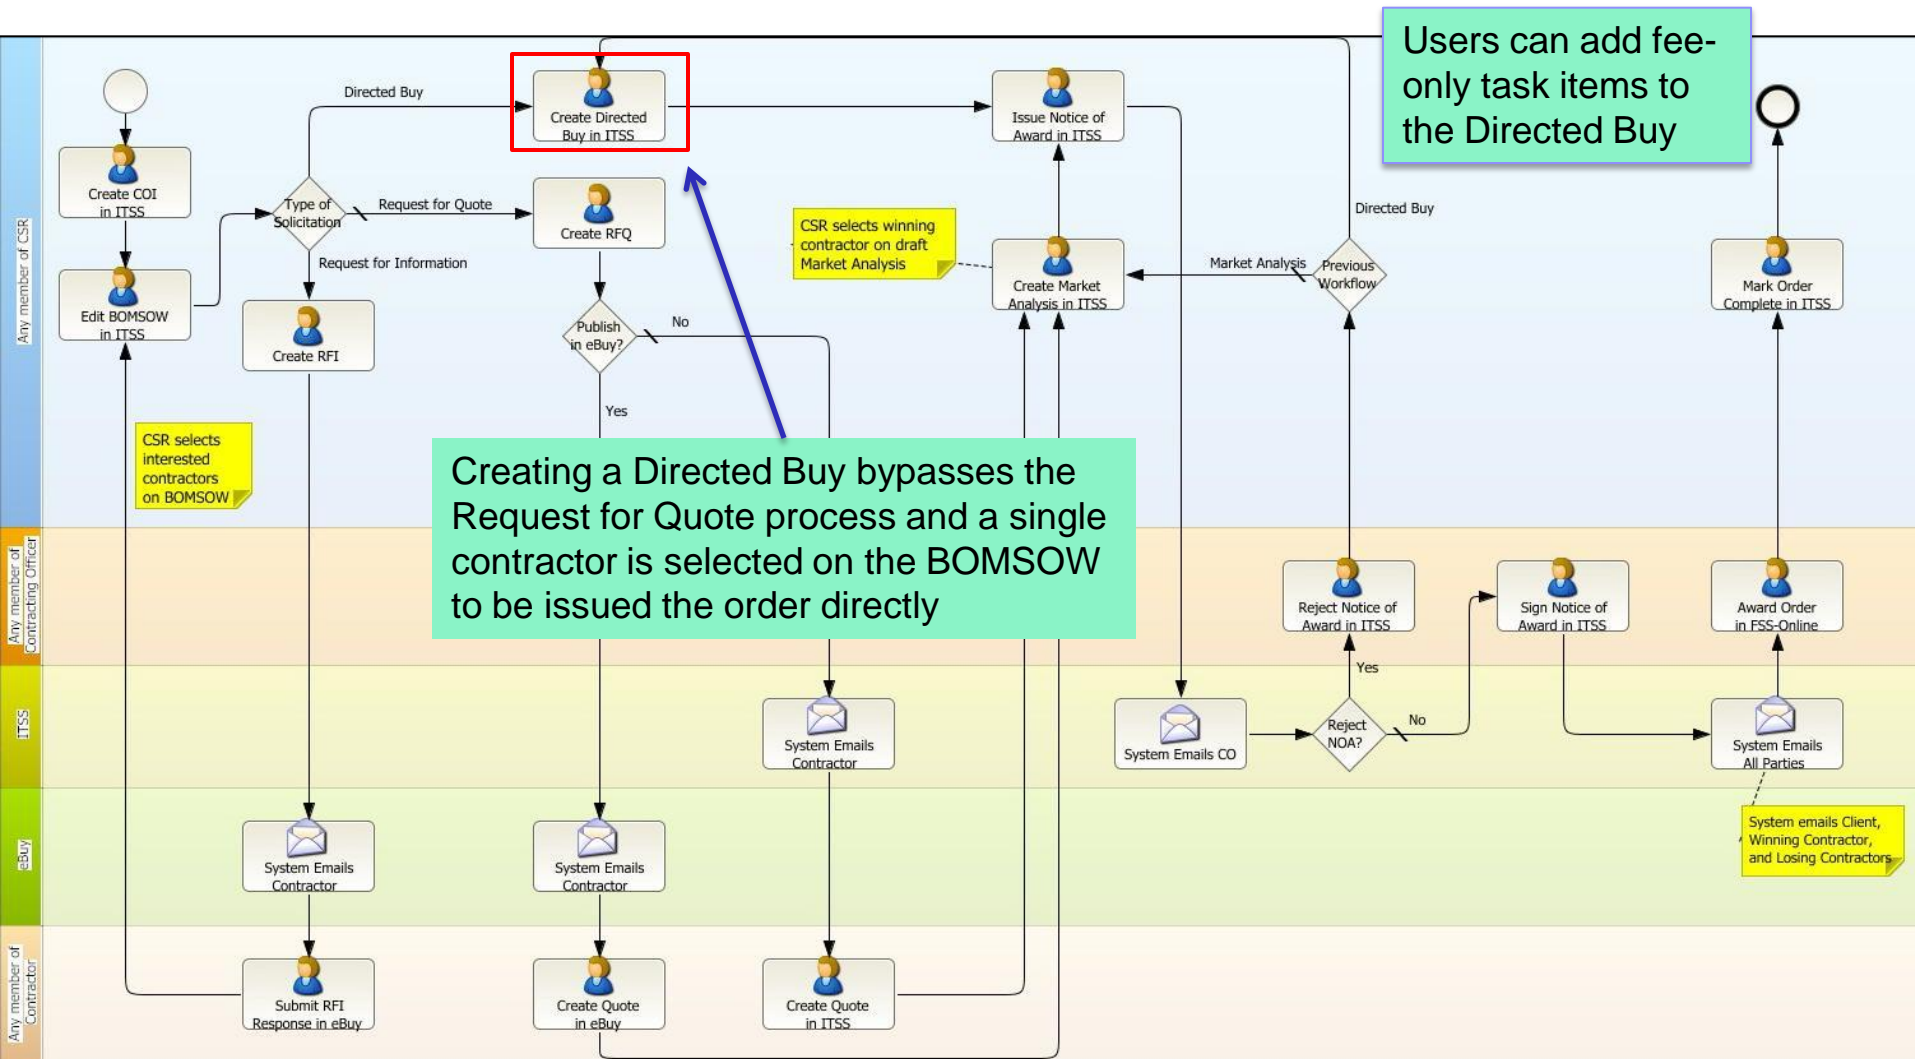 Users can add fee-
only task items to
the Directed Buy
Any member of CSR
Create COI
in ITSS
Edit BOMSOW
in ITSS
CSR selects
interested
contractors
on BOMSOW
Type of
Solicitation
Directed Buy
Request for Quote
Request for Information
Create RFI
Create Directed
Buy in ITSS
Create RFQ
Publish
in eBuy?
No
Yes
Issue Notice of
Award in ITSS
CSR selects winning
contractor on draft
Market Analysis
Create Market
Analysis in ITSS
Market Analysis
Previous
Workflow
Directed Buy
Mark Order
Complete in ITSS
Creating a Directed Buy bypasses the
Request for Quote process and a single
contractor is selected on the BOMSOW
to be issued the order directly
Any member of
Contracting Officer
Reject Notice of
Award in ITSS
Sign Notice of
Award in ITSS
Award Order
in FSS-Online
Yes
ITSS
System Emails
Contractor
System Emails CO
Reject
NOA?
No
System Emails
All Parties
eBuy
System Emails
Contractor
System Emails
Contractor
System emails Client,
Winning Contractor,
and Losing Contractors
Any member of
Contractor
Submit RFI
Response in eBuy
Create Quote
in eBuy
Create Quote
in ITSS